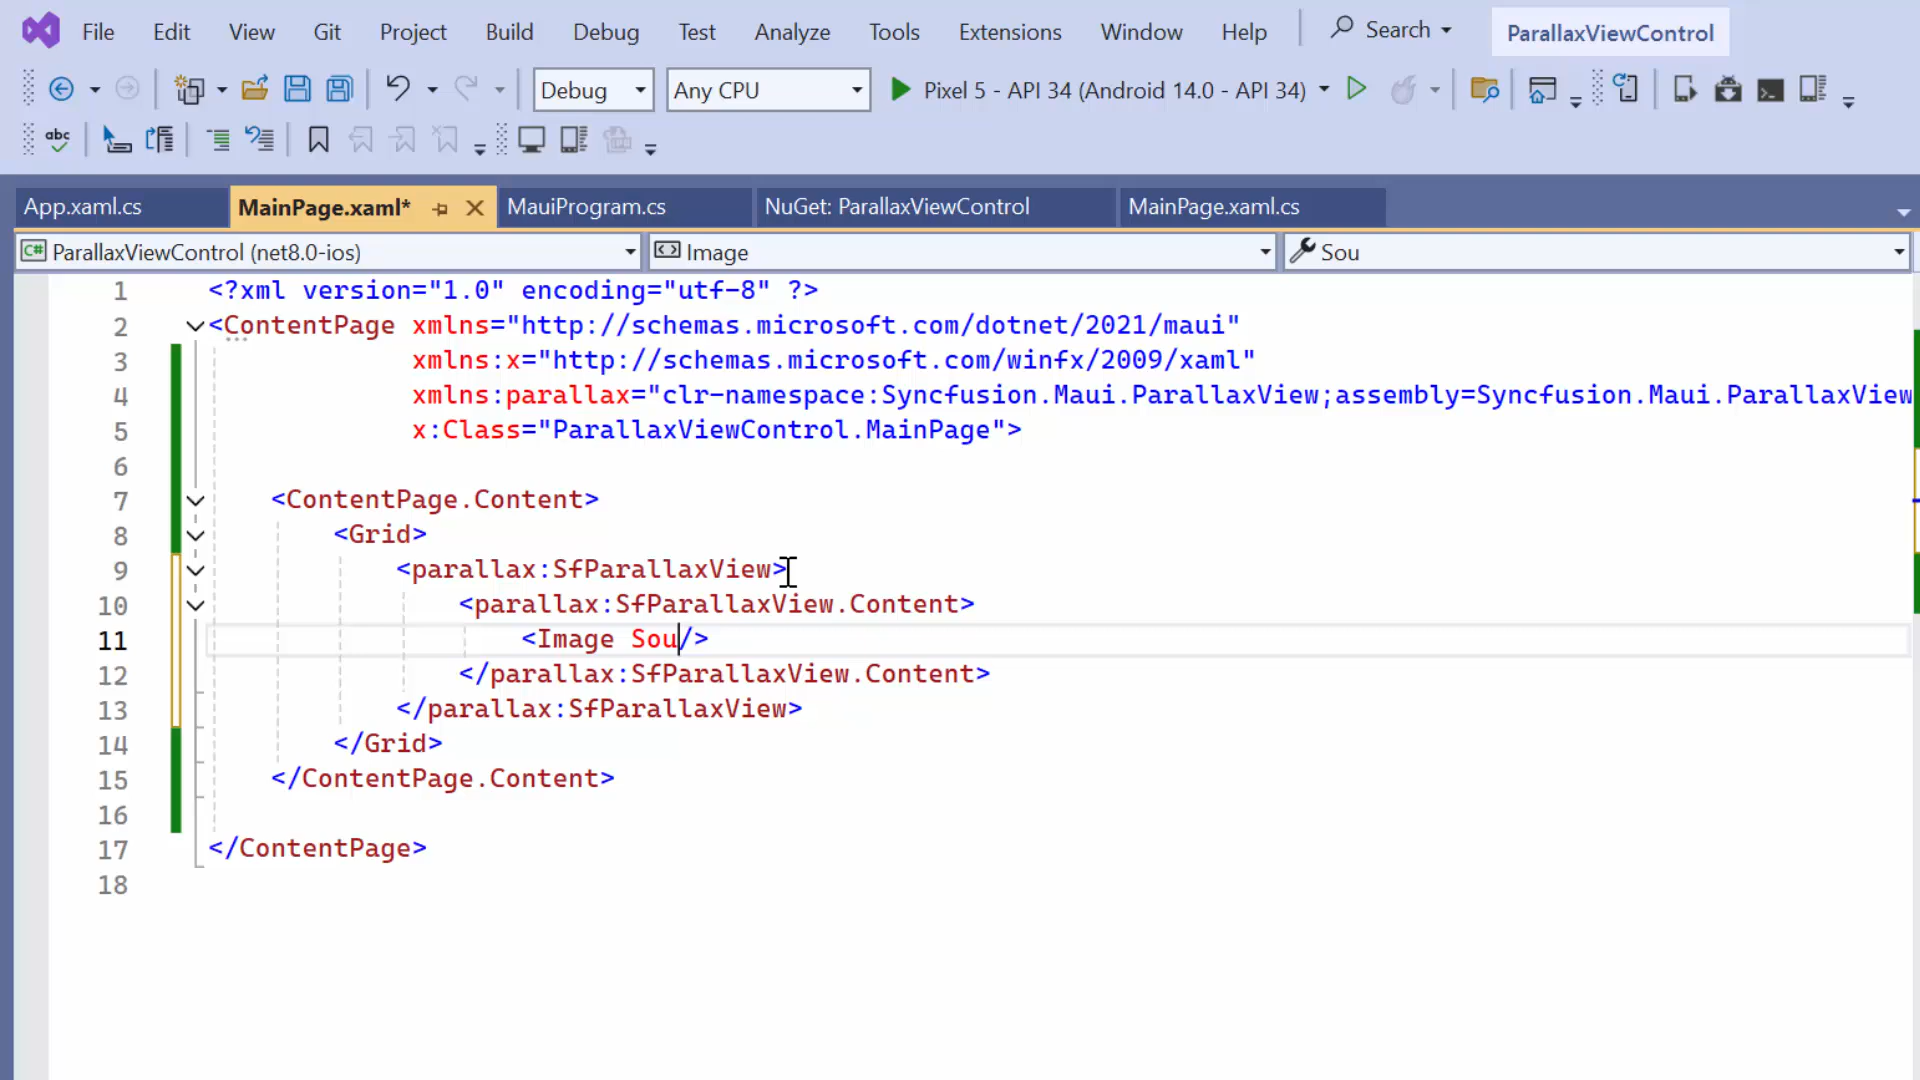 File Edit View Git Project Build Debug Test Analyze Tools Extensions Window Help Search ParallaxViewControl
Debug Any CPU Pixel 5 - API 34 (Android 14.0 - API 34)
abc
App.xaml.cs MainPage.xaml* MauiProgram.cs NuGet: ParallaxViewControl MainPage.xaml.cs
C# ParallaxViewControl (net8.0-ios) Image Sou
1 <?xml version="1.0" encoding="utf-8" ?>
2 <ContentPage xmlns="http://schemas.microsoft.com/dotnet/2021/maui"
3 xmlns:x="http://schemas.microsoft.com/winfx/2009/xaml"
4 xmlns:parallax="clr-namespace:Syncfusion.Maui.ParallaxView;assembly=Syncfusion.Maui.ParallaxView
5 x:Class="ParallaxViewControl.MainPage">
6
7 <ContentPage.Content>
8 <Grid>
9 <parallax:SfParallaxView>
10 <parallax:SfParallaxView.Content>
11 <Image Sou/>
12 </parallax:SfParallaxView.Content>
13 </parallax:SfParallaxView>
14 </Grid>
15 </ContentPage.Content>
16
17 </ContentPage>
18